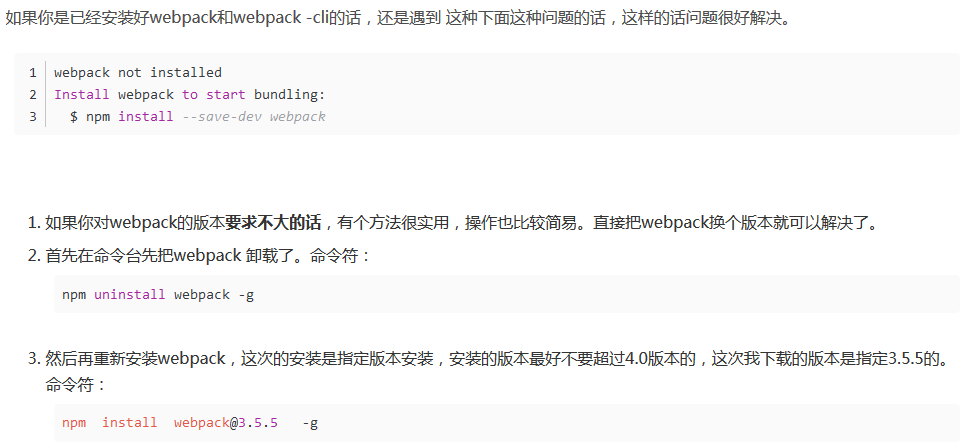 如果你是已经安装好webpack和webpack -cli的话，还是遇到 这种下面这种问题的话，这样的话问题很好解决。
1 webpack not installed
2 Install webpack to start bundling:
3 $ npm install --save-dev webpack
1. 如果你对webpack的版本要求不大的话，有个方法很实用，操作也比较简易。直接把webpack换个版本就可以解决了。
2. 首先在命令台先把webpack 卸载了。命令符：
npm uninstall webpack -g
3. 然后再重新安装webpack，这次的安装是指定版本安装，安装的版本最好不要超过4.0版本的，这次我下载的版本是指定3.5.5的。
命令符：
npm install webpack@3.5.5 -g